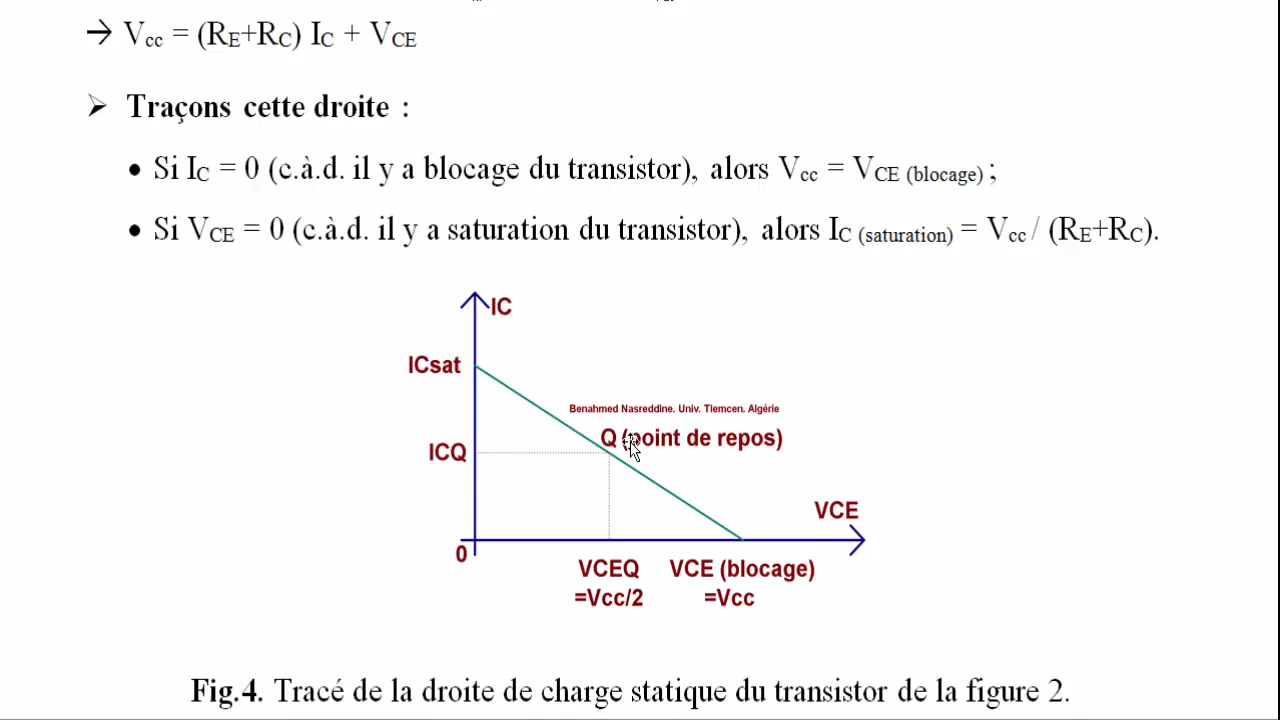 → Vcc = (RE+RC) IC + VCE
➤ Traçons cette droite :
• Si IC = 0 (c.à.d. il y a blocage du transistor), alors Vcc = VCE (blocage) ;
• Si VCE = 0 (c.à.d. il y a saturation du transistor), alors IC (saturation) = Vcc / (RE+RC).
IC
ICsat
Benahmed Nasreddine. Univ. Tlemcen. Algérie
Q (point de repos)
ICQ
VCE
0
VCEQ
=Vcc/2
VCE (blocage)
=Vcc
Fig.4. Tracé de la droite de charge statique du transistor de la figure 2.